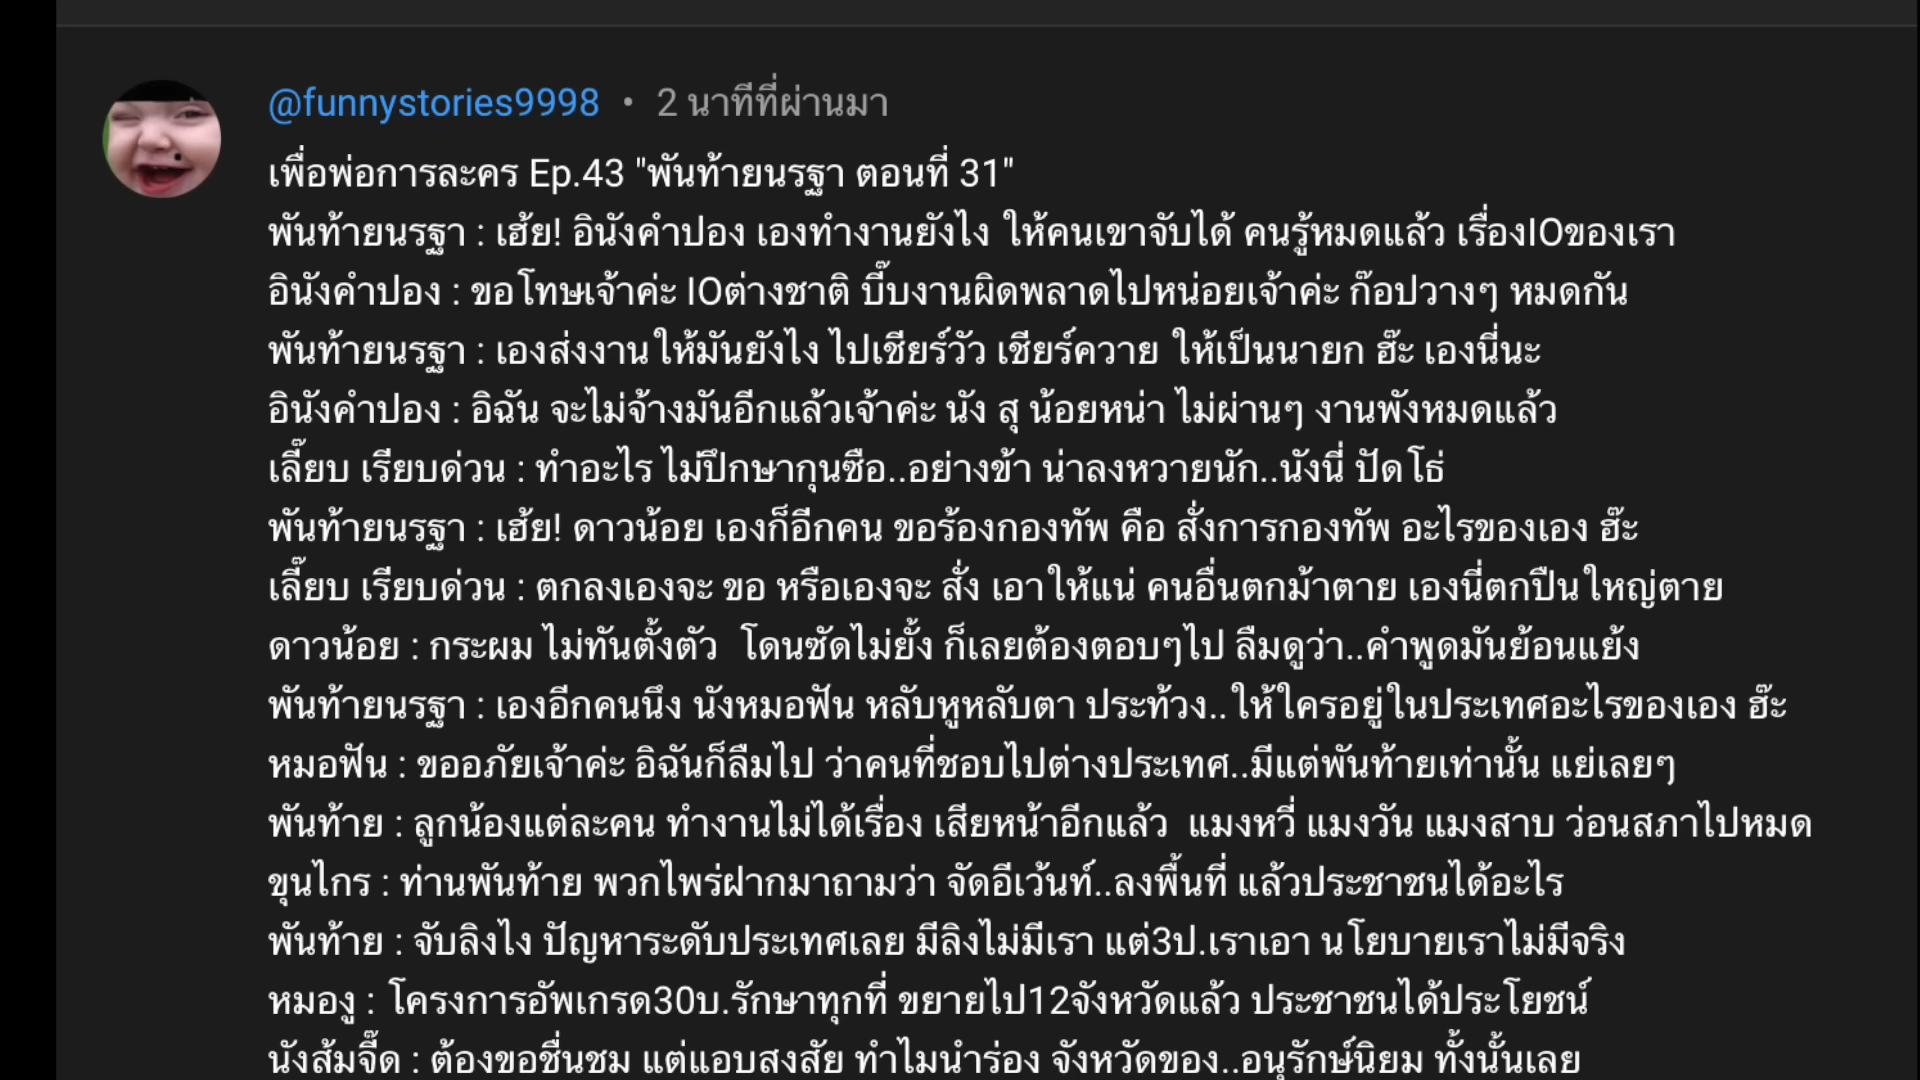 @funnystories9998 • 2 นาทีที่ผ่านมา
เพื่อพ่อการละคร Ep.43 "พันท้ายนรฐา ตอนที่ 31"
พันท้ายนรฐา : เฮ้ย! อินังคำปอง เองทำงานยังไง ให้คนเขาจับได้ คนรู้หมดแล้ว เรื่องIOของเรา
อินังคำปอง : ขอโทษเจ้าค่ะ IOต่างชาติ บี๊บงานผิดพลาดไปหน่อยเจ้าค่ะ ก๊อปวางๆ หมดกัน
พันท้ายนรฐา : เองส่งงานให้มันยังไง ไปเชียร์วัว เชียร์ควาย ให้เป็นนายก ฮ๊ะ เองนี่นะ
อินังคำปอง : อิฉัน จะไม่จ้างมันอีกแล้วเจ้าค่ะ นัง สุ น้อยหน่า ไม่ผ่านๆ งานพังหมดแล้ว
เลี๊ยบ เรียบด่วน : ทำอะไร ไม่ปึกษากุนซือ..อย่างข้า น่าลงหวายนัก..นังนี่ ปัดโธ่
พันท้ายนรฐา : เฮ้ย! ดาวน้อย เองก็อีกคน ขอร้องกองทัพ คือ สั่งการกองทัพ อะไรของเอง ฮ๊ะ
เลี๊ยบ เรียบด่วน : ตกลงเองจะ ขอ หรือเองจะ สั่ง เอาให้แน่ คนอื่นตกม้าตาย เองนี่ตกปืนใหญ่ตาย
ดาวน้อย : กระผม ไม่ทันตั้งตัว  โดนซัดไม่ยั้ง ก็เลยต้องตอบๆไป ลืมดูว่า..คำพูดมันย้อนแย้ง
พันท้ายนรฐา : เองอีกคนนึง นังหมอฟัน หลับหูหลับตา ประท้วง..ให้ใครอยู่ในประเทศอะไรของเอง ฮ๊ะ
หมอฟัน : ขออภัยเจ้าค่ะ อิฉันก็ลืมไป ว่าคนที่ชอบไปต่างประเทศ..มีแต่พันท้ายเท่านั้น แย่เลยๆ
พันท้าย : ลูกน้องแต่ละคน ทำงานไม่ได้เรื่อง เสียหน้าอีกแล้ว  แมงหวี่ แมงวัน แมงสาบ ว่อนสภาไปหมด
ขุนไกร : ท่านพันท้าย พวกไพร่ฝากมาถามว่า จัดอีเว้นท์..ลงพื้นที่ แล้วประชาชนได้อะไร
พันท้าย : จับลิงไง ปัญหาระดับประเทศเลย มีลิงไม่มีเรา แต่3ป.เราเอา นโยบายเราไม่มีจริง
หมองู : โครงการอัพเกรด30บ.รักษาทุกที่ ขยายไป12จังหวัดแล้ว ประชาชนได้ประโยชน์
นังส้มจี๊ด : ต้องขอชื่นชม แต่แอบสงสัย ทำไมนำร่อง จังหวัดของ..อนุรักษ์นิยม ทั้งนั้นเลย